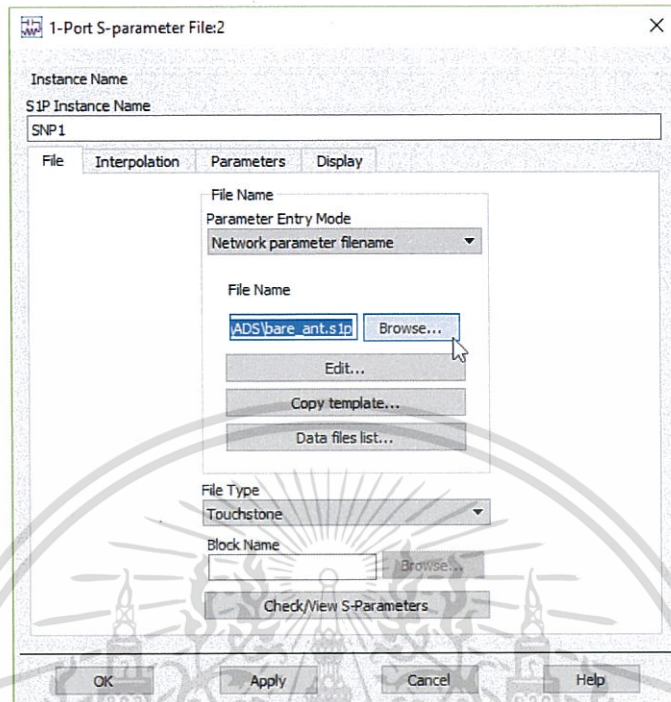 1-Port S-parameter File:2
Instance Name
S1P Instance Name
SNP1
File Interpolation Parameters Display
File Name
Parameter Entry Mode
Network parameter filename
File Name
\ADS\bare_ant.s1p Browse...
Edit...
Copy template...
Data files list...
File Type
Touchstone
Block Name
Browse...
Check/View S-Parameters
OK Apply Cancel Help